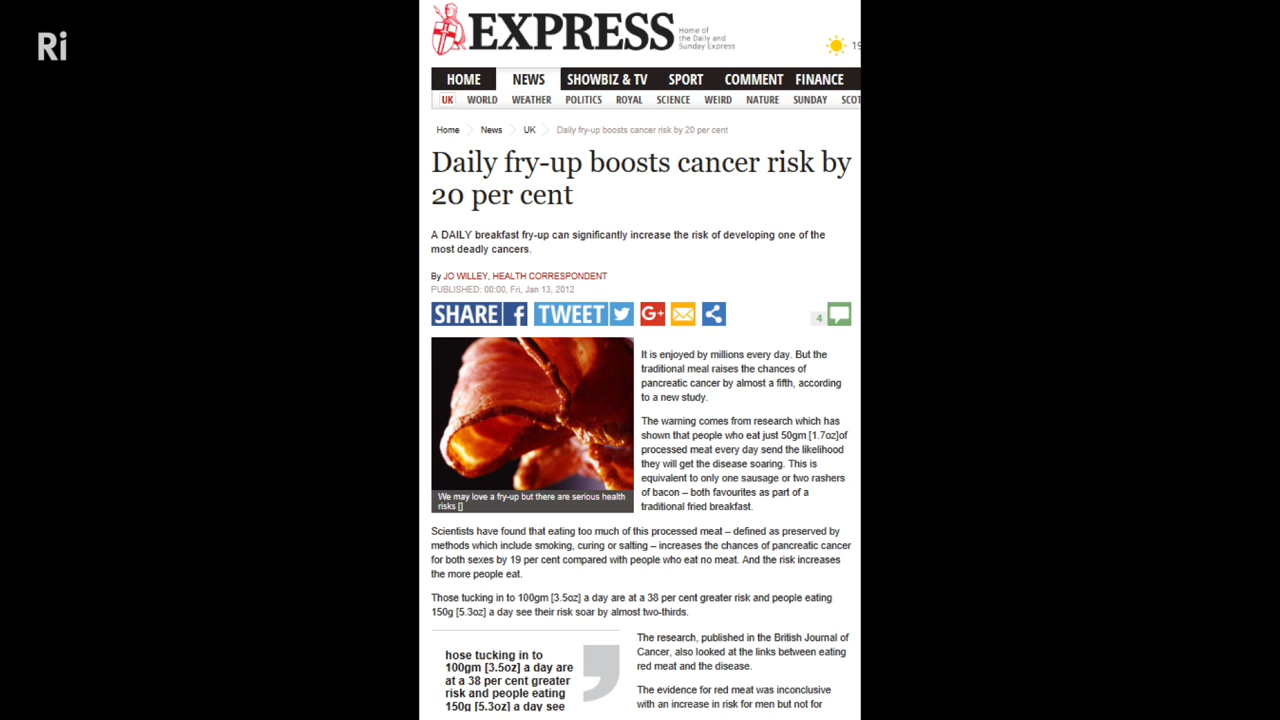 Ri
EXPRESS
Home of
the Daily and
Sunday Express
19
HOME NEWS SHOWBIZ & TV SPORT COMMENT FINANCE
UK WORLD WEATHER POLITICS ROYAL SCIENCE WEIRD NATURE SUNDAY SCOT
Home News UK Daily fry-up boosts cancer risk by 20 per cent
Daily fry-up boosts cancer risk by
20 per cent
A DAILY breakfast fry-up can significantly increase the risk of developing one of the
most deadly cancers.
By JO WILLEY, HEALTH CORRESPONDENT
PUBLISHED: 00:00, Fri, Jan 13, 2012
SHARE f TWEET G+ 4
We may love a fry-up but there are serious health
risks []
It is enjoyed by millions every day. But the
traditional meal raises the chances of
pancreatic cancer by almost a fifth, according
to a new study.
The warning comes from research which has
shown that people who eat just 50gm [1.7oz]of
processed meat every day send the likelihood
they will get the disease soaring. This is
equivalent to only one sausage or two rashers
of bacon – both favourites as part of a
traditional fried breakfast.
Scientists have found that eating too much of this processed meat – defined as preserved by
methods which include smoking, curing or salting – increases the chances of pancreatic cancer
for both sexes by 19 per cent compared with people who eat no meat. And the risk increases
the more people eat.
Those tucking in to 100gm [3.5oz] a day are at a 38 per cent greater risk and people eating
150g [5.3oz] a day see their risk soar by almost two-thirds.
hose tucking in to
100gm [3.5oz] a day are
at a 38 per cent greater
risk and people eating
150g [5.3oz] a day see
The research, published in the British Journal of
Cancer, also looked at the links between eating
red meat and the disease.
The evidence for red meat was inconclusive
with an increase in risk for men but not for